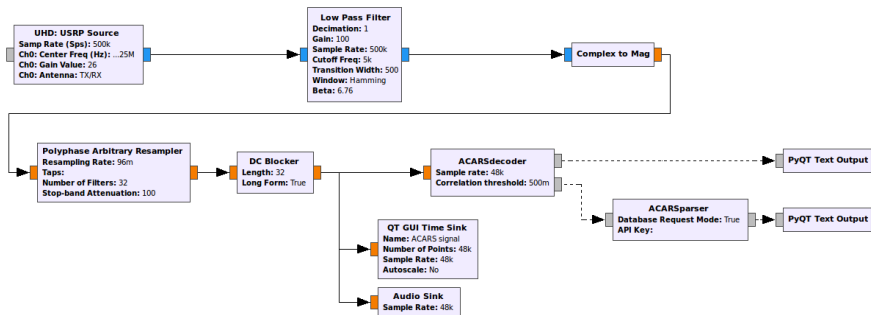 UHD: USRP Source
Samp Rate (Sps): 500k
Ch0: Center Freq (Hz): ...25M
Ch0: Gain Value: 26
Ch0: Antenna: TX/RX
Low Pass Filter
Decimation: 1
Gain: 100
Sample Rate: 500k
Cutoff Freq: 5k
Transition Width: 500
Window: Hamming
Beta: 6.76
Complex to Mag
Polyphase Arbitrary Resampler
Resampling Rate: 96m
Taps:
Number of Filters: 32
Stop-band Attenuation: 100
DC Blocker
Length: 32
Long Form: True
ACARSdecoder
Sample rate: 48k
Correlation threshold: 500m
PyQT Text Output
ACARSparser
Database Request Mode: True
API Key:
PyQT Text Output
QT GUI Time Sink
Name: ACARS signal
Number of Points: 48k
Sample Rate: 48k
Autoscale: No
Audio Sink
Sample Rate: 48k